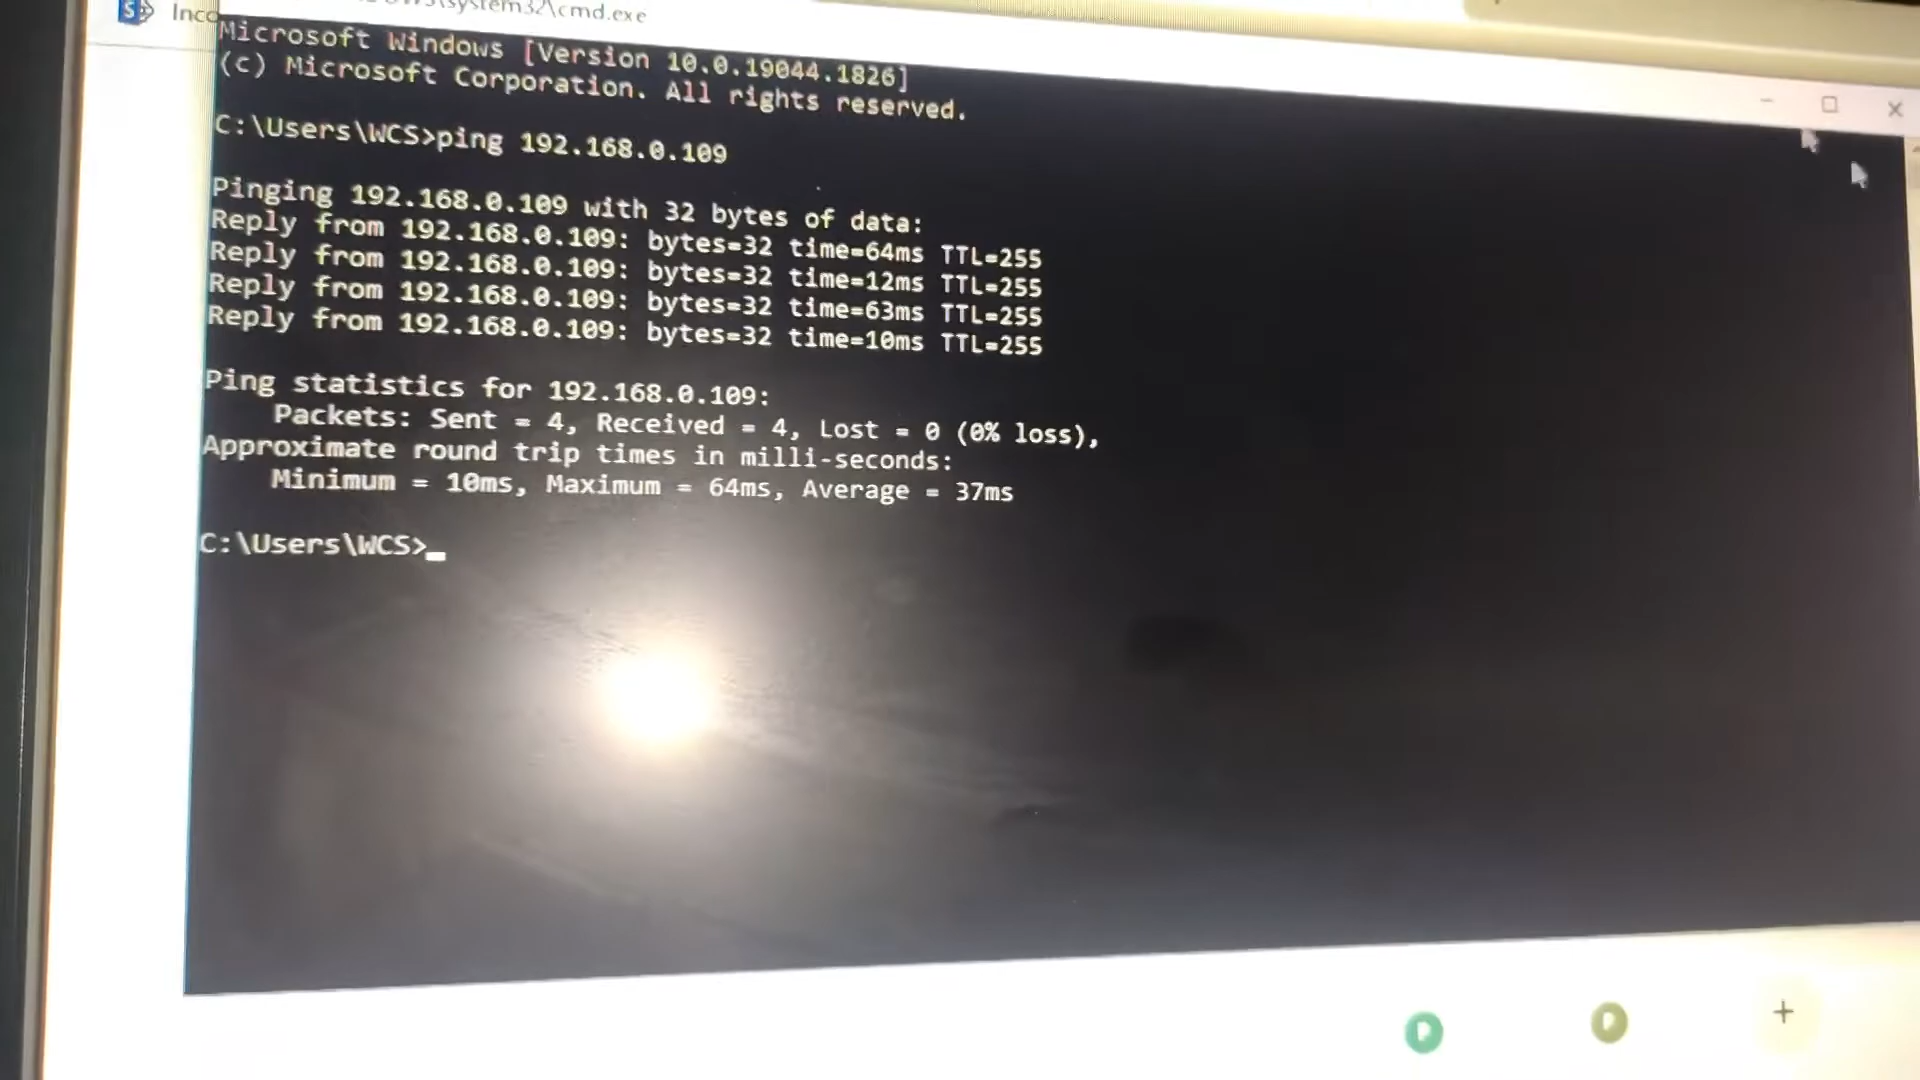 system32\cmd.exe
Microsoft Windows [Version 10.0.19044.1826]
(c) Microsoft Corporation. All rights reserved.
C:\Users\WCS>ping 192.168.0.109
Pinging 192.168.0.109 with 32 bytes of data:
Reply from 192.168.0.109: bytes=32 time=64ms TTL=255
Reply from 192.168.0.109: bytes=32 time=12ms TTL=255
Reply from 192.168.0.109: bytes=32 time=63ms TTL=255
Reply from 192.168.0.109: bytes=32 time=10ms TTL=255
Ping statistics for 192.168.0.109:
Packets: Sent = 4, Received = 4, Lost = 0 (0% loss),
Approximate round trip times in milli-seconds:
Minimum = 10ms, Maximum = 64ms, Average = 37ms
C:\Users\WCS>_